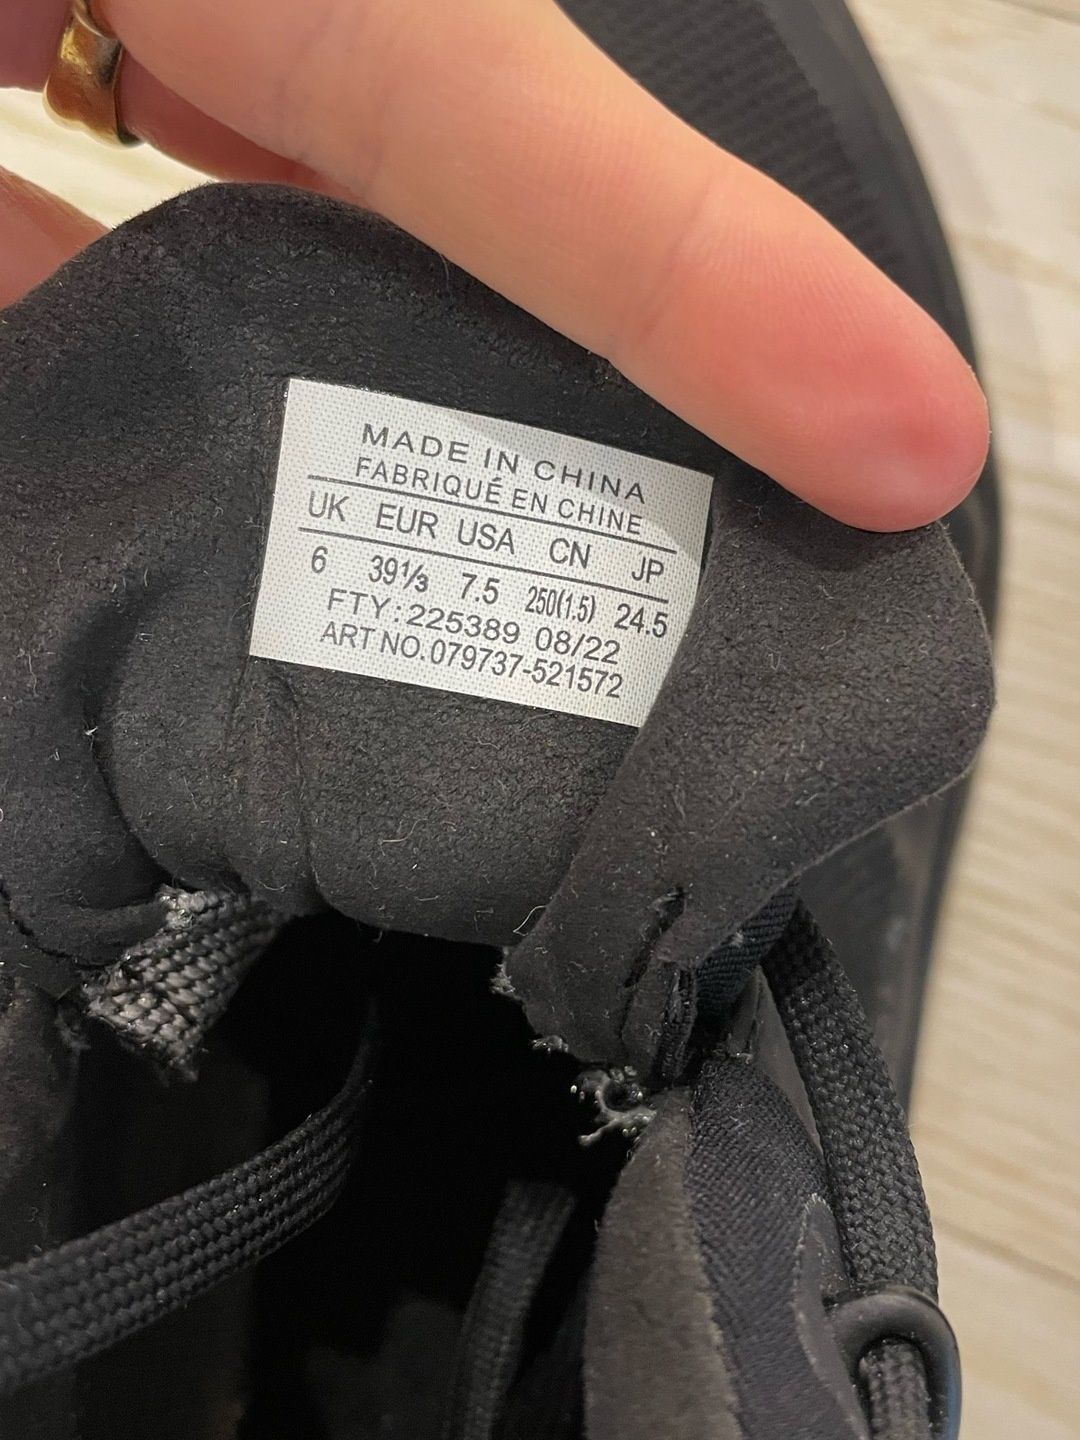 MADE IN CHINA
FABRIQUÉ EN CHINE
UK EUR USA CN JP
6 39⅓ 7.5 250(1.5) 24.5
FTY:225389 08/22
ART NO.079737-521572